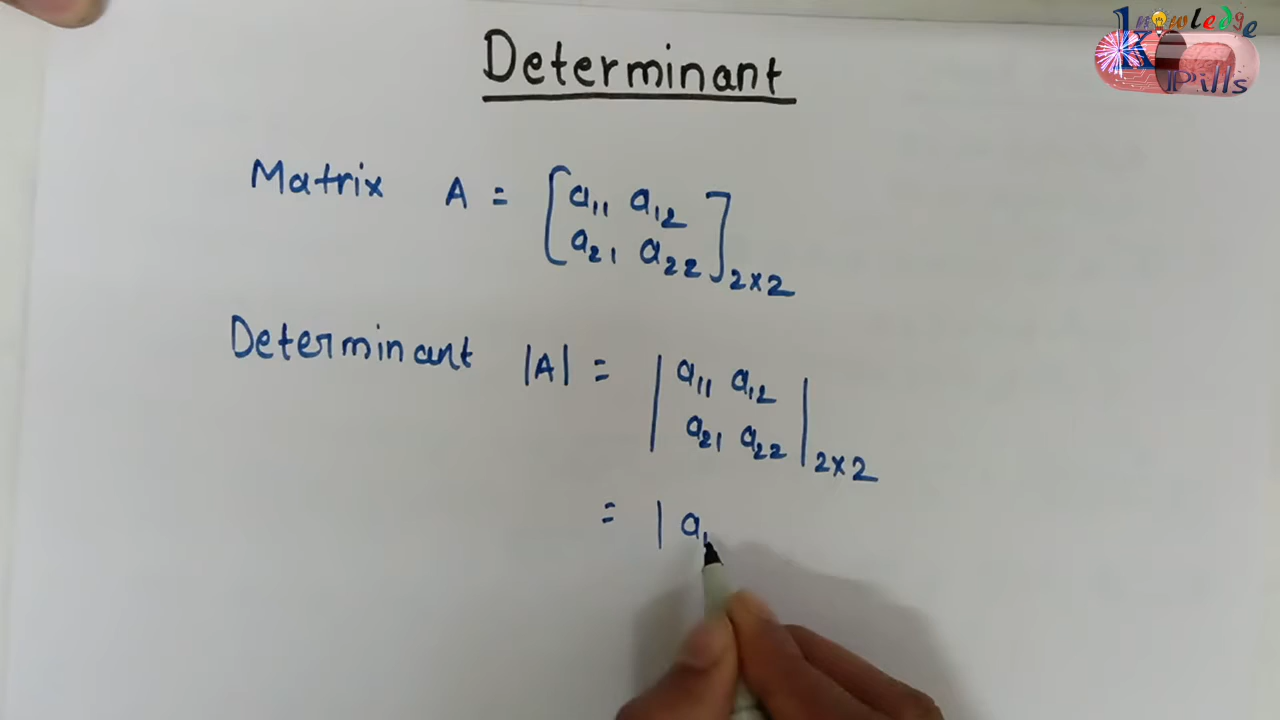 Knowledge
K
Pills
Determinant
Matrix A = [a₁₁ a₁₂
a₂₁ a₂₂]₂ₓ₂
Determinant |A| = |a₁₁ a₁₂
a₂₁ a₂₂|₂ₓ₂
= | a₁